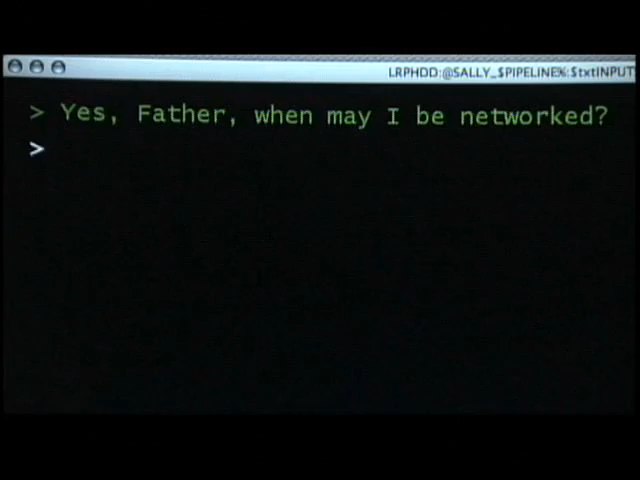 LRPHDD:@SALLY_$PIPELINE%:$txtINPUT
> Yes, Father, when may I be networked?
>